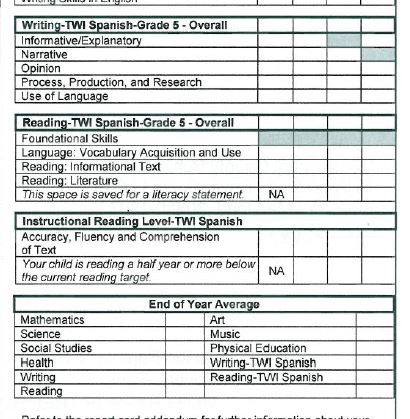 Writing Skills in English
Writing-TWI Spanish-Grade 5 - Overall
Informative/Explanatory
Narrative
Opinion
Process, Production, and Research
Use of Language
Reading-TWI Spanish-Grade 5 - Overall
Foundational Skills
Language: Vocabulary Acquisition and Use
Reading: Informational Text
Reading: Literature
This space is saved for a literacy statement. NA
Instructional Reading Level-TWI Spanish
Accuracy, Fluency and Comprehension
of Text
Your child is reading a half year or more below
the current reading target. NA
End of Year Average
Mathematics Art
Science Music
Social Studies Physical Education
Health Writing-TWI Spanish
Writing Reading-TWI Spanish
Reading
Refer to the report card addendum for further information about your